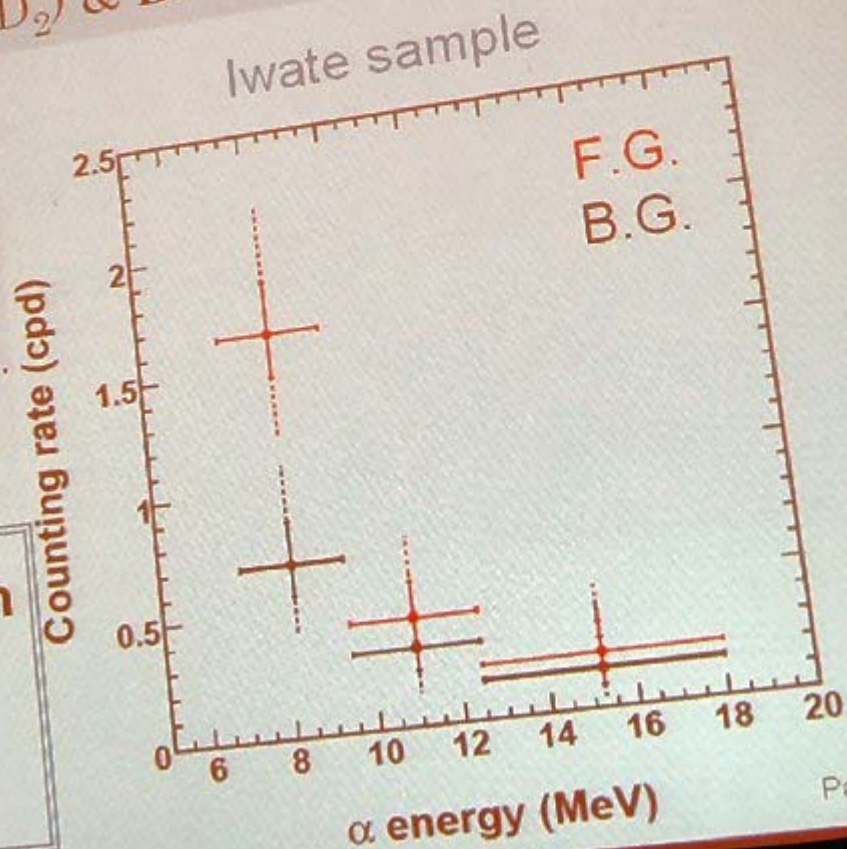 D₂) &
Iwate sample
F.G.
B.G.
Counting rate (cpd)
2.5
2
1.5
1
0.5
0
6 8 10 12 14 16 18 20
α energy (MeV)